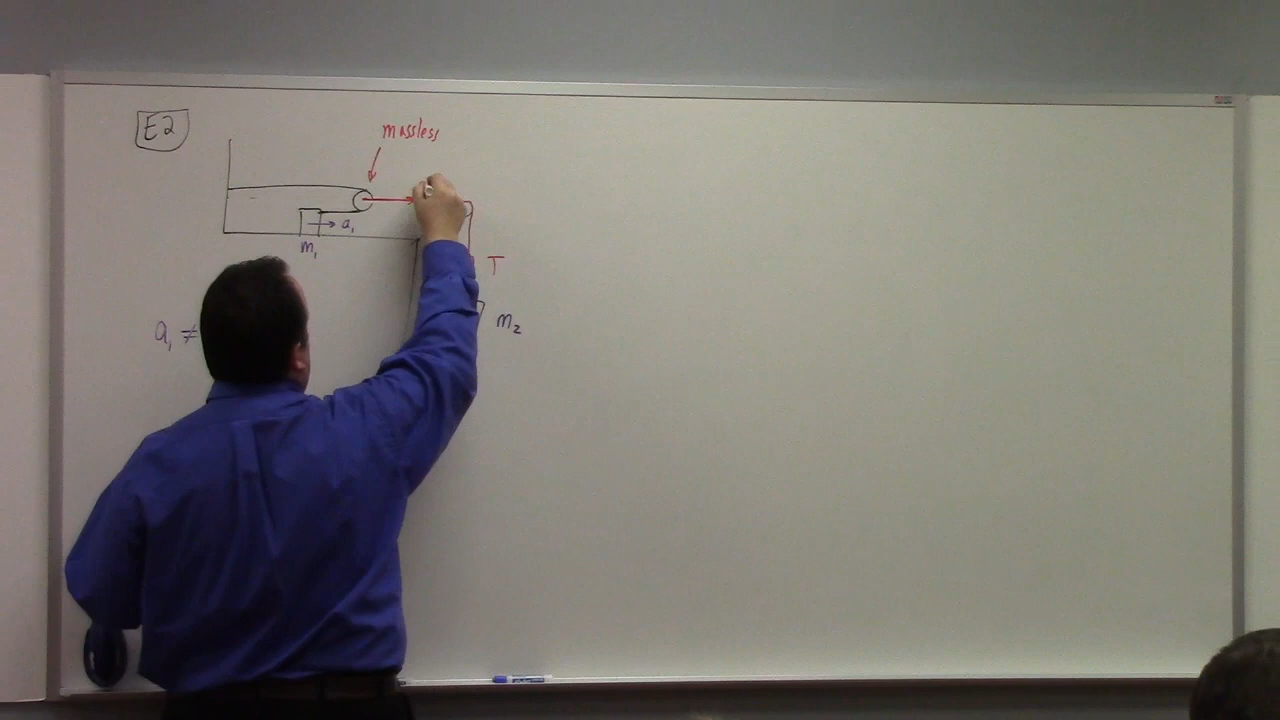 E2
massless
a₁
m₁
T
m₂
a₁ ≠